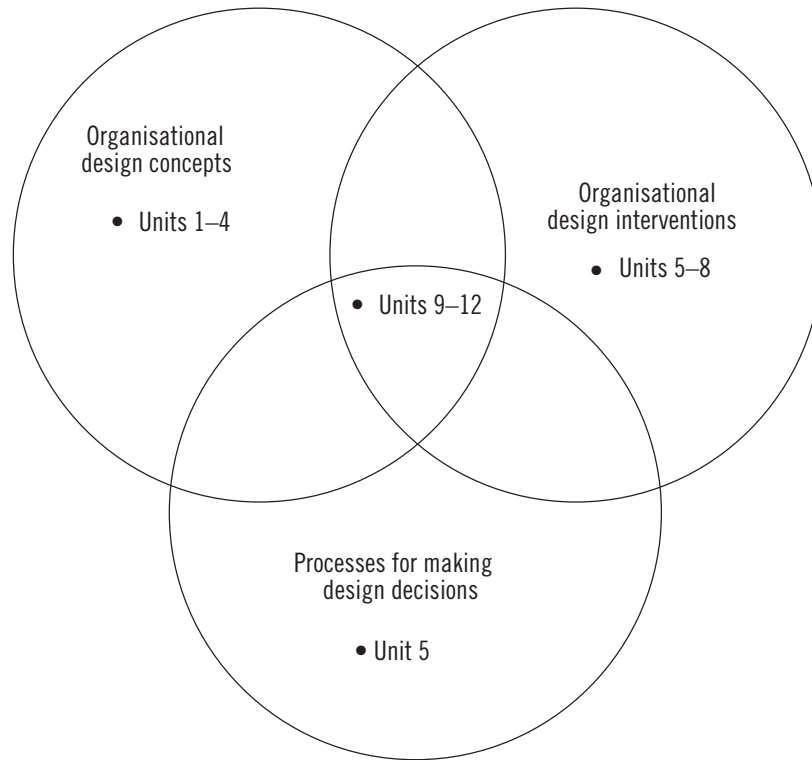 Organisational
design concepts
• Units 1–4
Organisational
design interventions
• Units 5–8
• Units 9–12
Processes for making
design decisions
• Unit 5